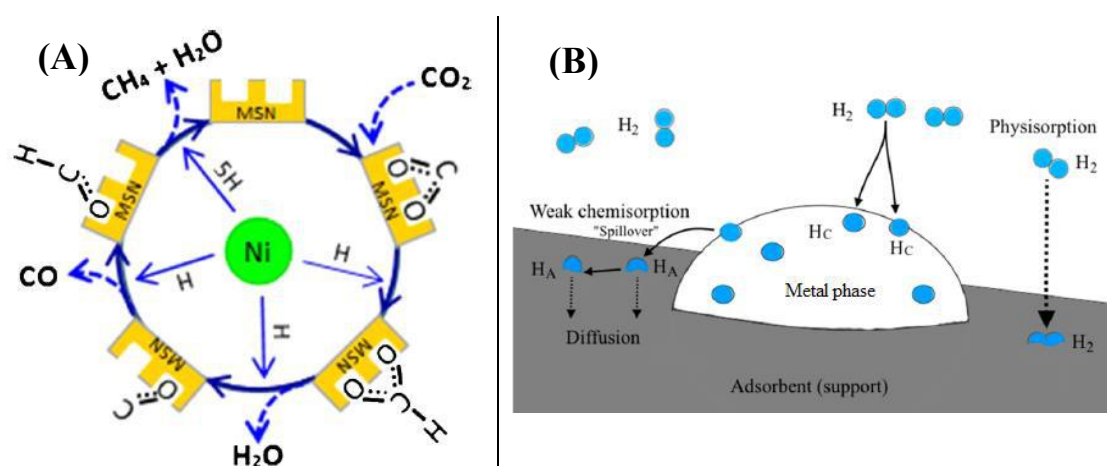 (A)
CH₄ + H₂O
CO₂
MSN
MSN
O C O
MSN
H-C O
5H
Ni
H
H
H
CO
MSN
C O
MSN
O C O H
H₂O
(B)
H₂
H₂
Physisorption
H₂
Weak chemisorption
"Spillover"
H_C
H_C
H_A
H_A
Metal phase
Diffusion
H₂
Adsorbent (support)